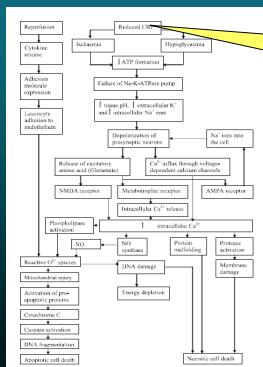 Reperfusion
Reduced CBF
Cytokine
release
Ischaemia
Hypoglycaemia
ATP formation
Adhesion
molecule
expression
Failure of Na-K-ATPase pump
↑ tissue pH, ↑ extracellular K⁺
and ↑ intracellular Na⁺ ions
Leucocyte
adhesion to
endothelium
Depolarization of
presynaptic neurons
Na⁺ ions into
the cell
Release of excitatory
amino acid (Glutamate)
Ca²⁺ influx through voltage-
dependent calcium channels
NMDA receptor
Metabotrophic receptor
AMPA receptor
Intracellular Ca²⁺ release
Phospholipase
activation
↑ intracellular Ca²⁺
NO
NO
synthase
Protein
malfolding
Protease
activation
Reactive O²⁻ species
DNA damage
Membrane
damage
Mitochondrial injury
Activation of pro-
apoptotic proteins
Energy depletion
Cytochrome C
Caspase activation
DNA fragmentation
Apoptotic cell death
Necrotic cell death